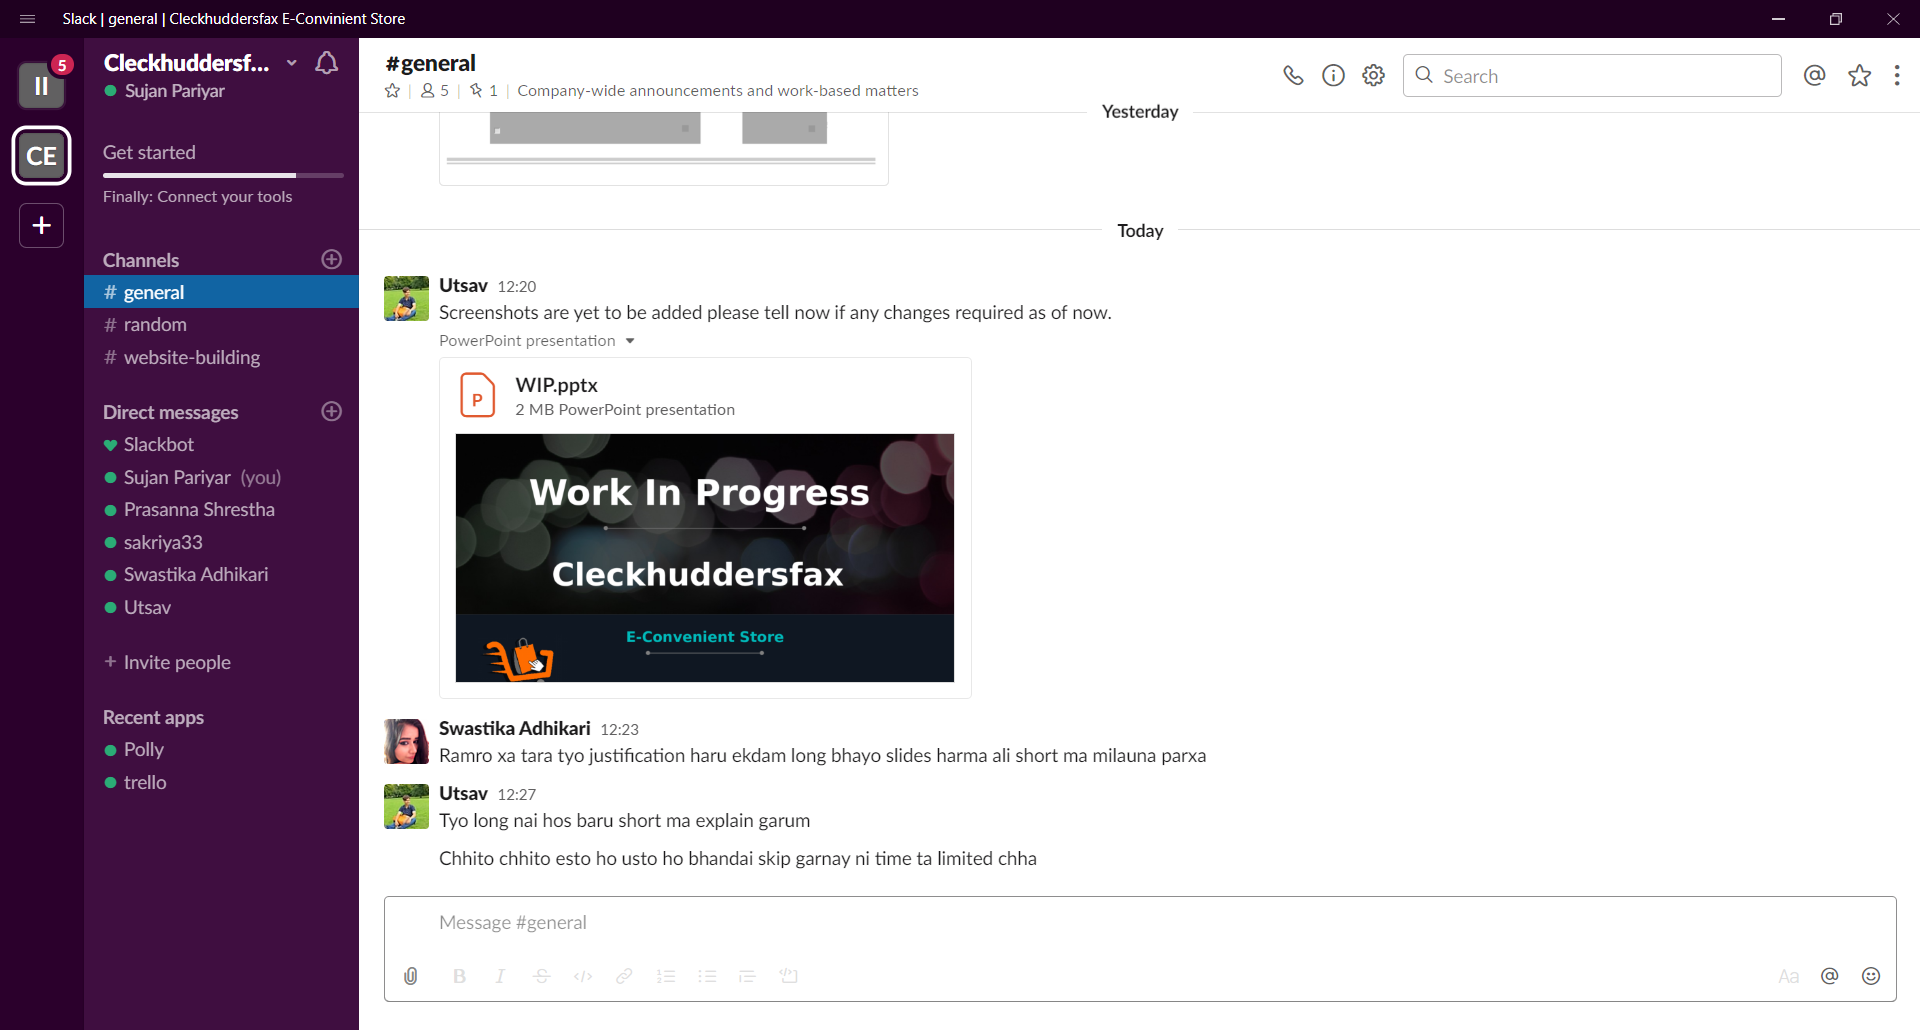 Slack | general | Cleckhuddersfax E-Convinient Store
II
5
CE
+
Cleckhuddersf...
Sujan Pariyar
Get started
Finally: Connect your tools
Channels
# general
# random
# website-building
Direct messages
Slackbot
Sujan Pariyar (you)
Prasanna Shrestha
sakriya33
Swastika Adhikari
Utsav
+ Invite people
Recent apps
Polly
trello
#general
5 | 1 | Company-wide announcements and work-based matters
Search
Yesterday
Today
Utsav 12:20
Screenshots are yet to be added please tell now if any changes required as of now.
PowerPoint presentation
P
WIP.pptx
2 MB PowerPoint presentation
Work In Progress
Cleckhuddersfax
E-Convenient Store
Swastika Adhikari 12:23
Ramro xa tara tyo justification haru ekdam long bhayo slides harma ali short ma milauna parxa
Utsav 12:27
Tyo long nai hos baru short ma explain garum
Chhito chhito esto ho usto ho bhandai skip garnay ni time ta limited chha
Message #general
B I S </> Aa @